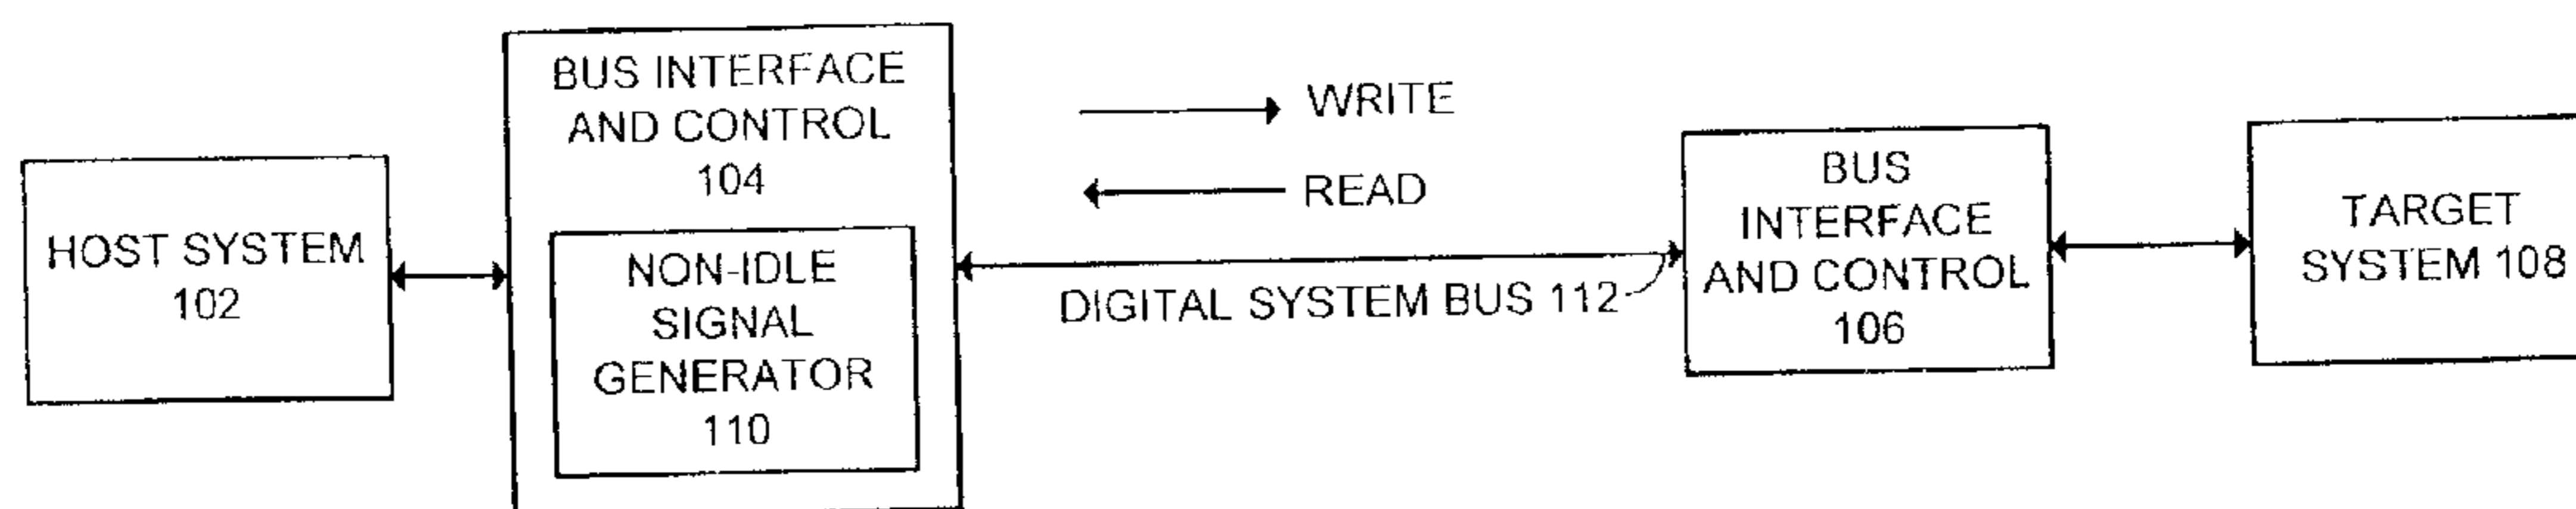 HOST SYSTEM
102
BUS INTERFACE
AND CONTROL
104
NON-IDLE
SIGNAL
GENERATOR
110
WRITE
READ
DIGITAL SYSTEM BUS 112
BUS
INTERFACE
AND CONTROL
106
TARGET
SYSTEM 108